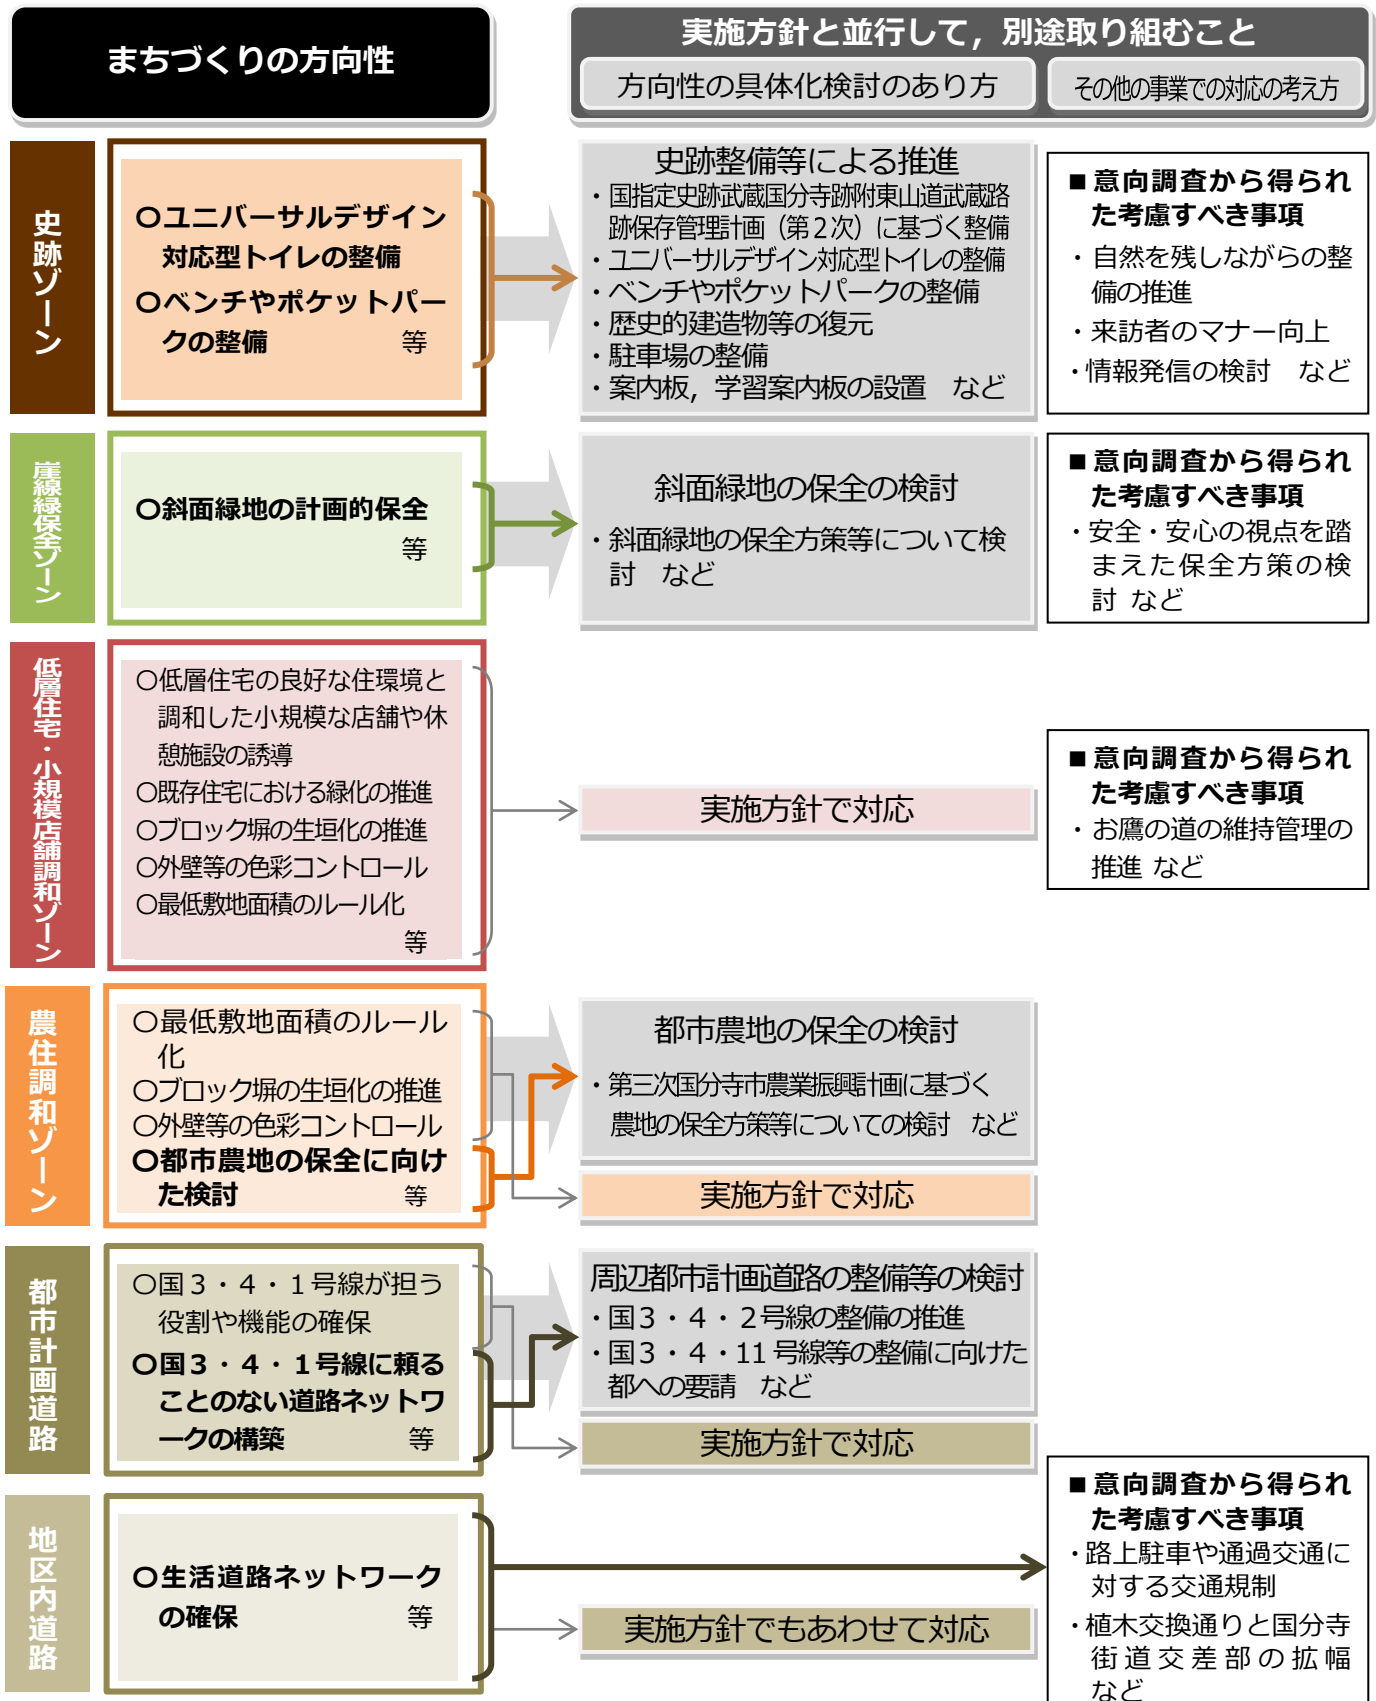 まちづくりの方向性
実施方針と並行して，別途取り組むこと
方向性の具体化検討のあり方
その他の事業での対応の考え方
史跡ゾーン
〇ユニバーサルデザイン
対応型トイレの整備
〇ベンチやポケットパー
クの整備　等
史跡整備等による推進
・国指定史跡武蔵国分寺跡附東山道武蔵路
跡保存管理計画（第２次）に基づく整備
・ユニバーサルデザイン対応型トイレの整備
・ベンチやポケットパークの整備
・歴史的建造物等の復元
・駐車場の整備
・案内板，学習案内板の設置　など
■意向調査から得られ
た考慮すべき事項
・自然を残しながらの整
備の推進
・来訪者のマナー向上
・情報発信の検討　など
崖線緑保全ゾーン
〇斜面緑地の計画的保全
等
斜面緑地の保全の検討
・斜面緑地の保全方策等について検
討　など
■意向調査から得られ
た考慮すべき事項
・安全・安心の視点を踏
まえた保全方策の検
討 など
低層住宅・小規模店舗調和ゾーン
〇低層住宅の良好な住環境と
調和した小規模な店舗や休
憩施設の誘導
〇既存住宅における緑化の推進
〇ブロック塀の生垣化の推進
〇外壁等の色彩コントロール
〇最低敷地面積のルール化
等
実施方針で対応
■意向調査から得られ
た考慮すべき事項
・お鷹の道の維持管理の
推進 など
農住調和ゾーン
〇最低敷地面積のルール
化
〇ブロック塀の生垣化の推進
〇外壁等の色彩コントロール
〇都市農地の保全に向け
た検討　等
都市農地の保全の検討
・第三次国分寺市農業振興計画に基づく
農地の保全方策等についての検討　など
実施方針で対応
都市計画道路
〇国３・４・１号線が担う
役割や機能の確保
〇国３・４・１号線に頼る
ことのない道路ネットワ
ークの構築　等
周辺都市計画道路の整備等の検討
・国３・４・２号線の整備の推進
・国３・４・11 号線等の整備に向けた
都への要請　など
実施方針で対応
地区内道路
〇生活道路ネットワーク
の確保　等
実施方針でもあわせて対応
■意向調査から得られ
た考慮すべき事項
・路上駐車や通過交通に
対する交通規制
・植木交換通りと国分寺
街道交差部の拡幅
など